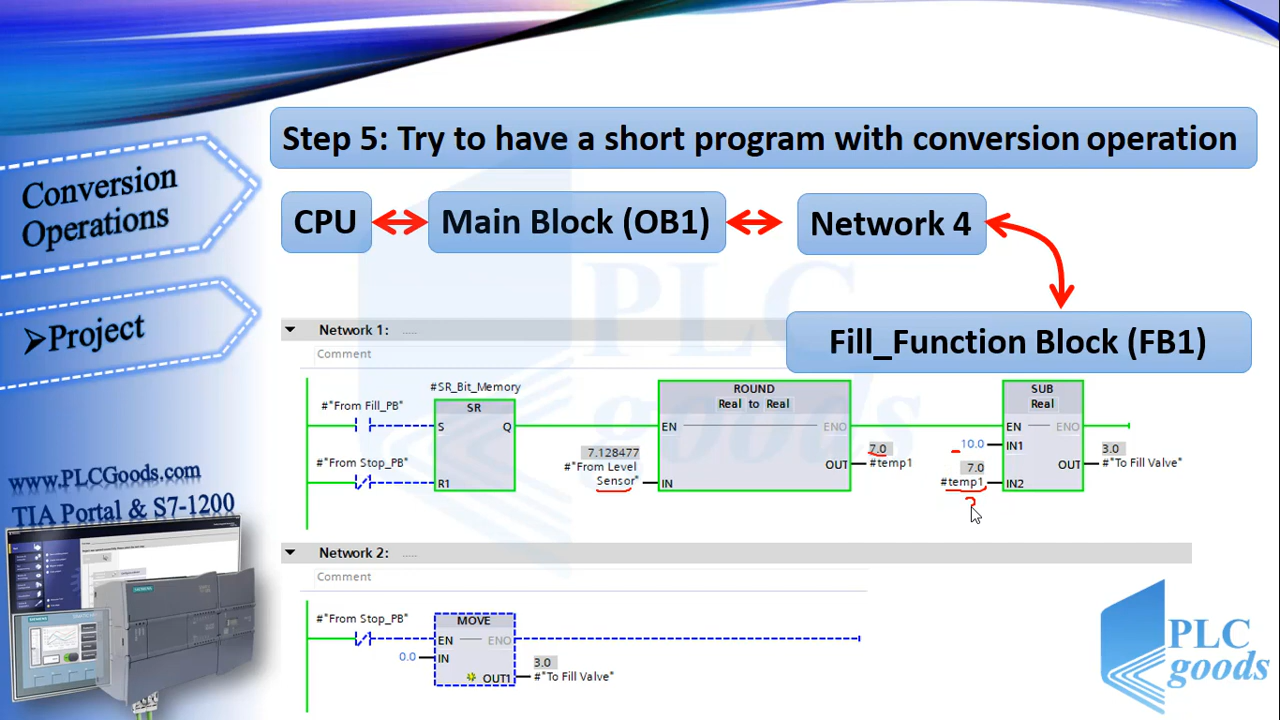 Step 5: Try to have a short program with conversion operation
Conversion
Operations
CPU
Main Block (OB1)
Network 4
Project
Fill_Function Block (FB1)
Network 1:
Comment
#SR_Bit_Memory
#"From Fill_PB"
SR
S
Q
#"From Stop_PB"
R1
ROUND
Real to Real
EN
ENO
7.128477
#"From Level
Sensor"
IN
OUT
7.0
#temp1
SUB
Real
EN
ENO
10.0
IN1
7.0
#temp1
IN2
OUT
3.0
#"To Fill Valve"
Network 2:
Comment
#"From Stop_PB"
MOVE
EN
ENO
0.0
IN
OUT1
3.0
#"To Fill Valve"
www.PLCGoods.com
TIA Portal & S7-1200
SIEMENS
SIEMENS
PLC
goods
PLC
goods